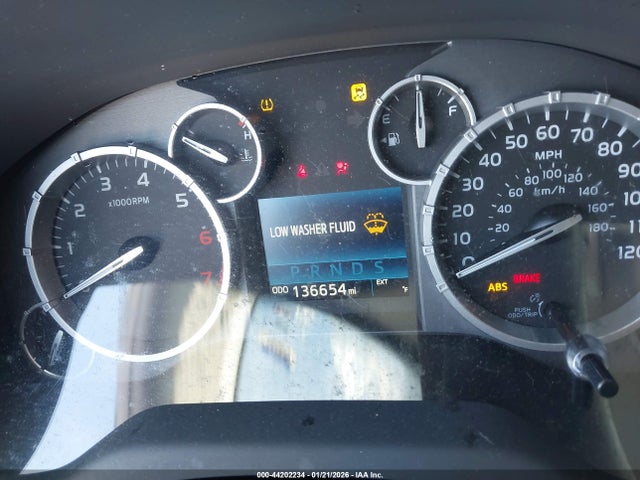 H
E F
1 2 3 4 5 6 7
x1000RPM
LOW WASHER FLUID
P R N D S
ODO 136654 mi EXT °F
0 10 20 30 40 50 60 70 80 90
120
MPH
20 40 60 80 100 120 140 160 180
km/h
ABS BRAKE
PUSH
ODO/TRIP
000-44202234 - 01/21/2026 - IAA Inc.